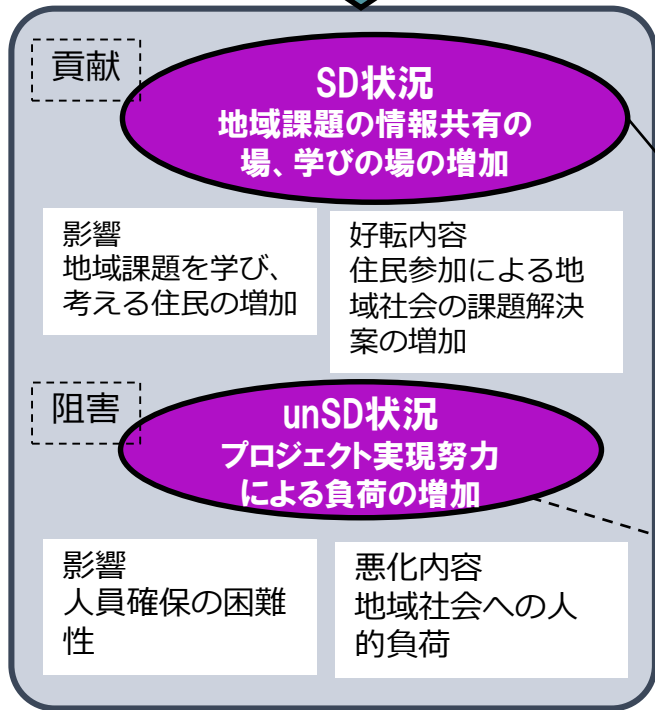 貢献
SD状況
地域課題の情報共有の
場、学びの場の増加
影響
地域課題を学び、
考える住民の増加
好転内容
住民参加による地
域社会の課題解決
案の増加
阻害
unSD状況
プロジェクト実現努力
による負荷の増加
影響
人員確保の困難
性
悪化内容
地域社会への人
的負荷